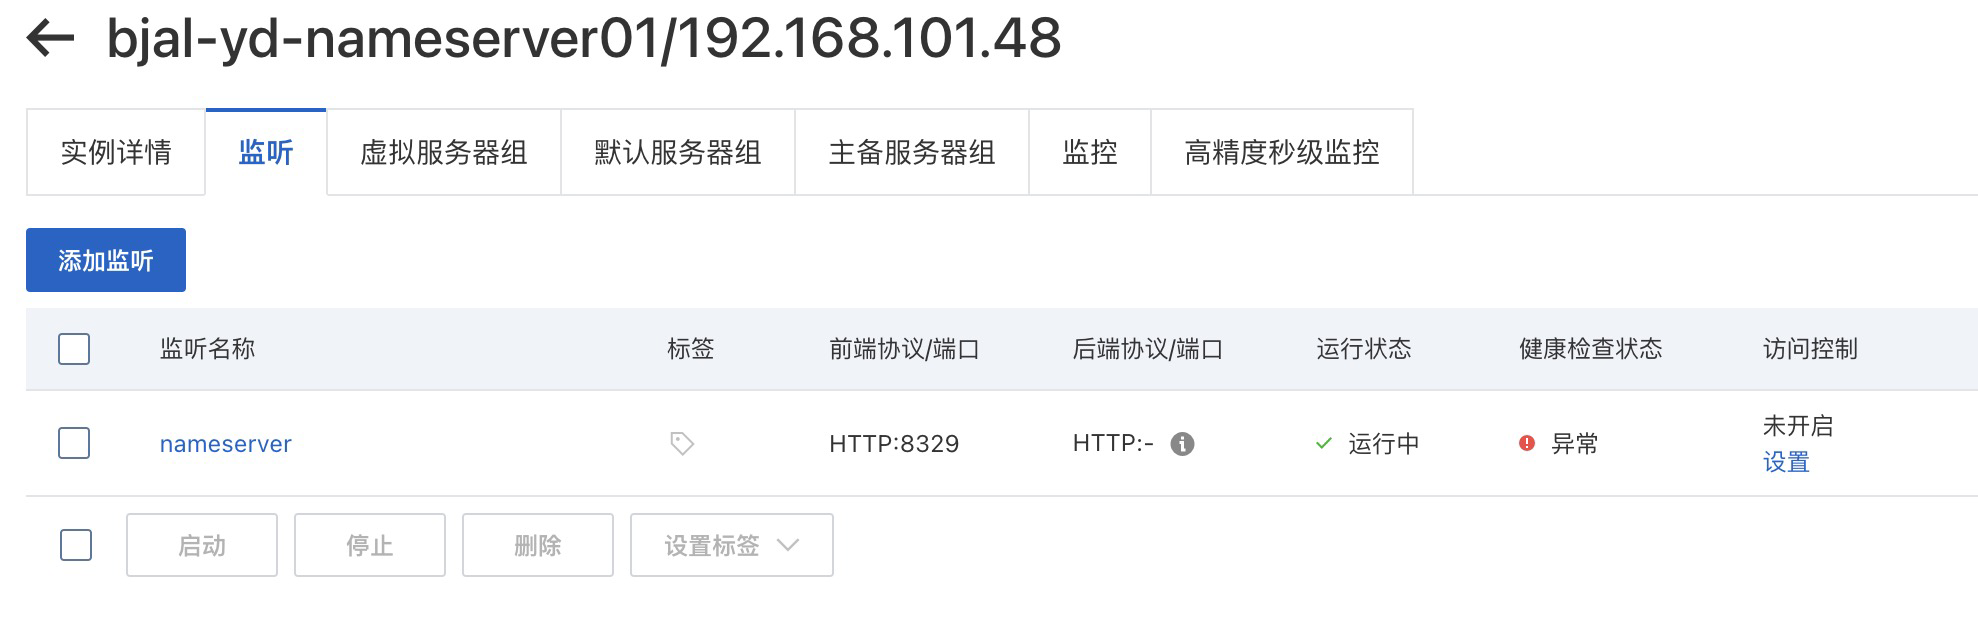 bjal-yd-nameserver01/192.168.101.48
实例详情 监听 虚拟服务器组 默认服务器组 主备服务器组 监控 高精度秒级监控
添加监听
监听名称 标签 前端协议/端口 后端协议/端口 运行状态 健康检查状态 访问控制
nameserver HTTP:8329 HTTP:- 运行中 异常 未开启
设置
启动 停止 删除 设置标签